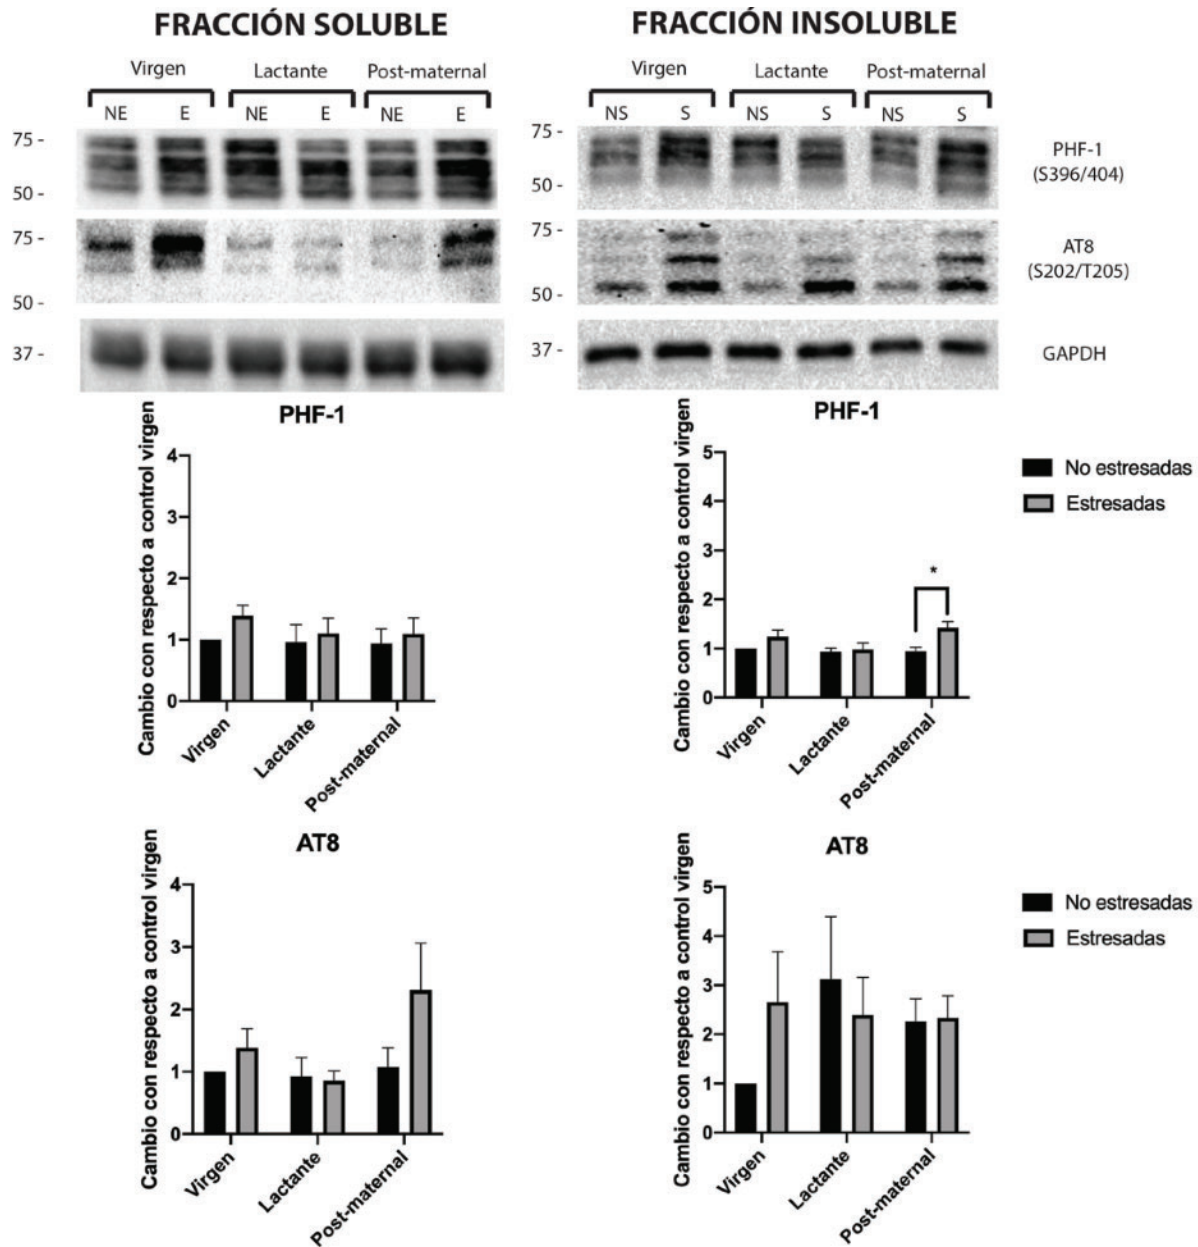 FRACCIÓN SOLUBLE
FRACCIÓN INSOLUBLE
Virgen Lactante Post-maternal
NE E NE E NE E
75 -
50 -
75 -
50 -
37 -
Virgen Lactante Post-maternal
NS S NS S NS S
75 -
50 -
75 -
50 -
37 -
PHF-1
(S396/404)
AT8
(S202/T205)
GAPDH
PHF-1
Cambio con respecto a control virgen
4
3
2
1
0
Virgen
Lactante
Post-maternal
PHF-1
Cambio con respecto a control virgen
5
4
3
2
1
0
*
Virgen
Lactante
Post-maternal
No estresadas
Estresadas
AT8
Cambio con respecto a control virgen
4
3
2
1
0
Virgen
Lactante
Post-maternal
AT8
Cambio con respecto a control virgen
5
4
3
2
1
0
Virgen
Lactante
Post-maternal
No estresadas
Estresadas